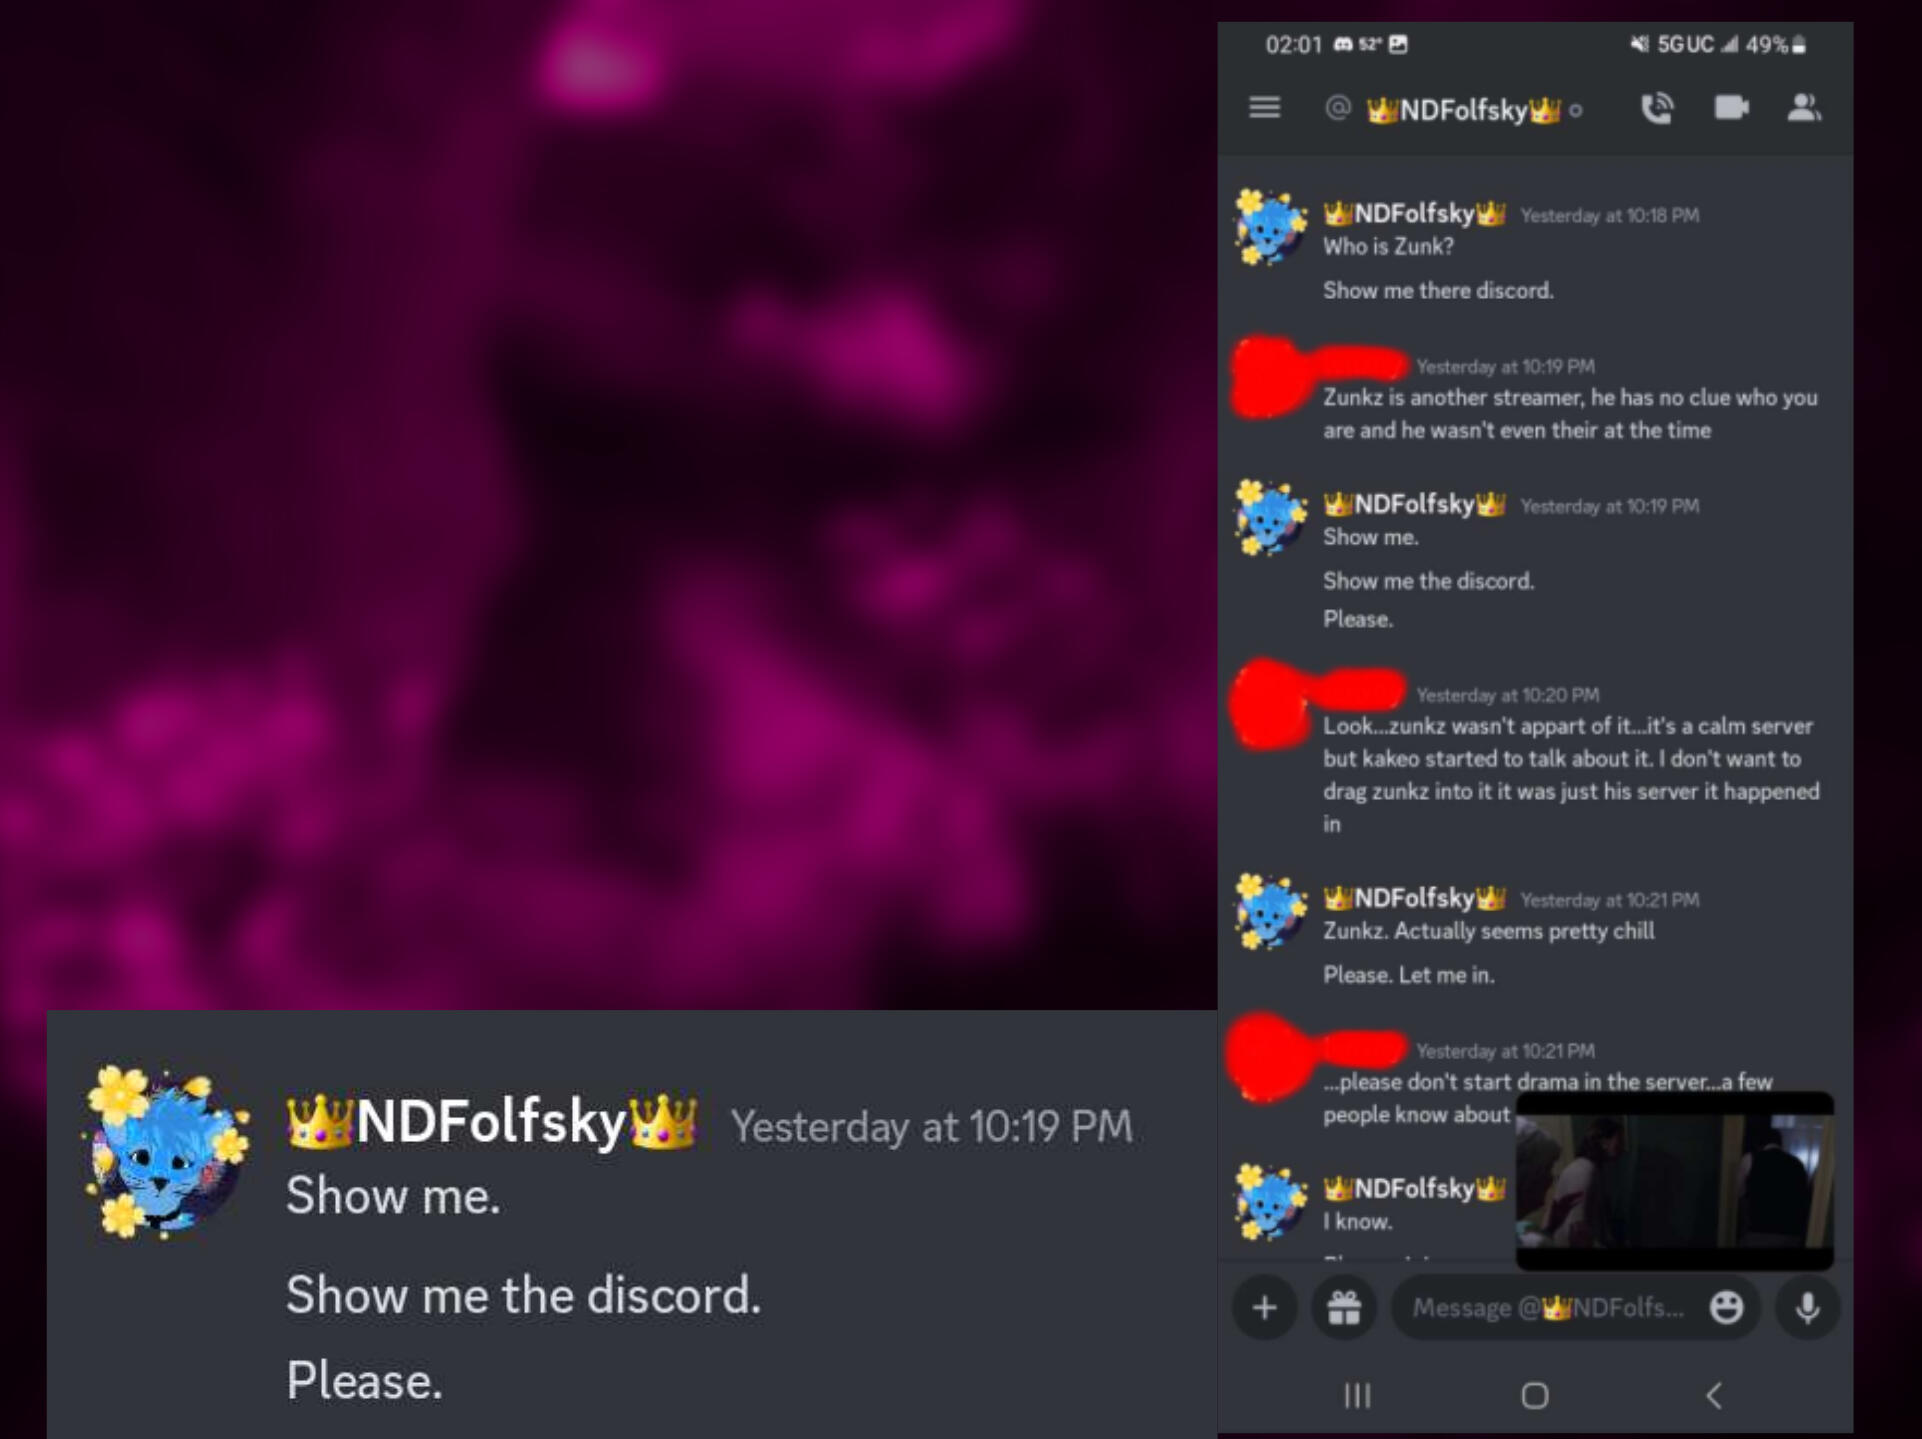 Show me.
Show me the discord.
Please.
👑NDFolfsky👑 Yesterday at 10:19 PM
02:01 52°
5GUC 49%
@ 👑NDFolfsky👑
👑NDFolfsky👑 Yesterday at 10:18 PM
Who is Zunk?
Show me there discord.
Yesterday at 10:19 PM
Zunkz is another streamer, he has no clue who you
are and he wasn't even their at the time
👑NDFolfsky👑 Yesterday at 10:19 PM
Show me.
Show me the discord.
Please.
Yesterday at 10:20 PM
Look...zunkz wasn't appart of it...it's a calm server
but kakeo started to talk about it. I don't want to
drag zunkz into it it was just his server it happened
in
👑NDFolfsky👑 Yesterday at 10:21 PM
Zunkz. Actually seems pretty chill
Please. Let me in.
Yesterday at 10:21 PM
...please don't start drama in the server...a few
people know about
👑NDFolfsky👑
I know.
Message @👑NDFolfs...